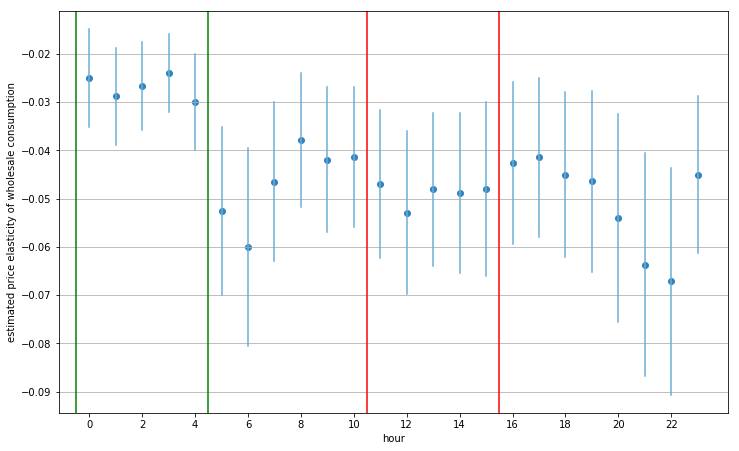 estimated price elasticity of wholesale consumption
−0.02
−0.03
−0.04
−0.05
−0.06
−0.07
−0.08
−0.09
0 2 4 6 8 10 12 14 16 18 20 22
hour